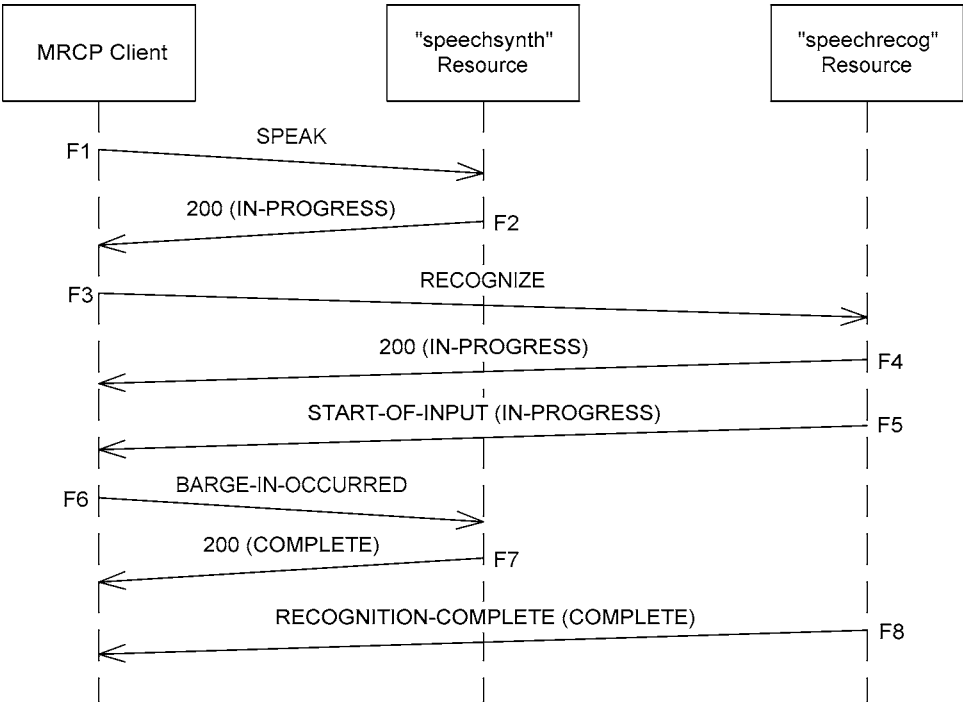 MRCP Client
"speechsynth"
Resource
"speechrecog"
Resource
SPEAK
F1
200 (IN-PROGRESS)
F2
RECOGNIZE
F3
200 (IN-PROGRESS)
F4
START-OF-INPUT (IN-PROGRESS)
F5
BARGE-IN-OCCURRED
F6
200 (COMPLETE)
F7
RECOGNITION-COMPLETE (COMPLETE)
F8